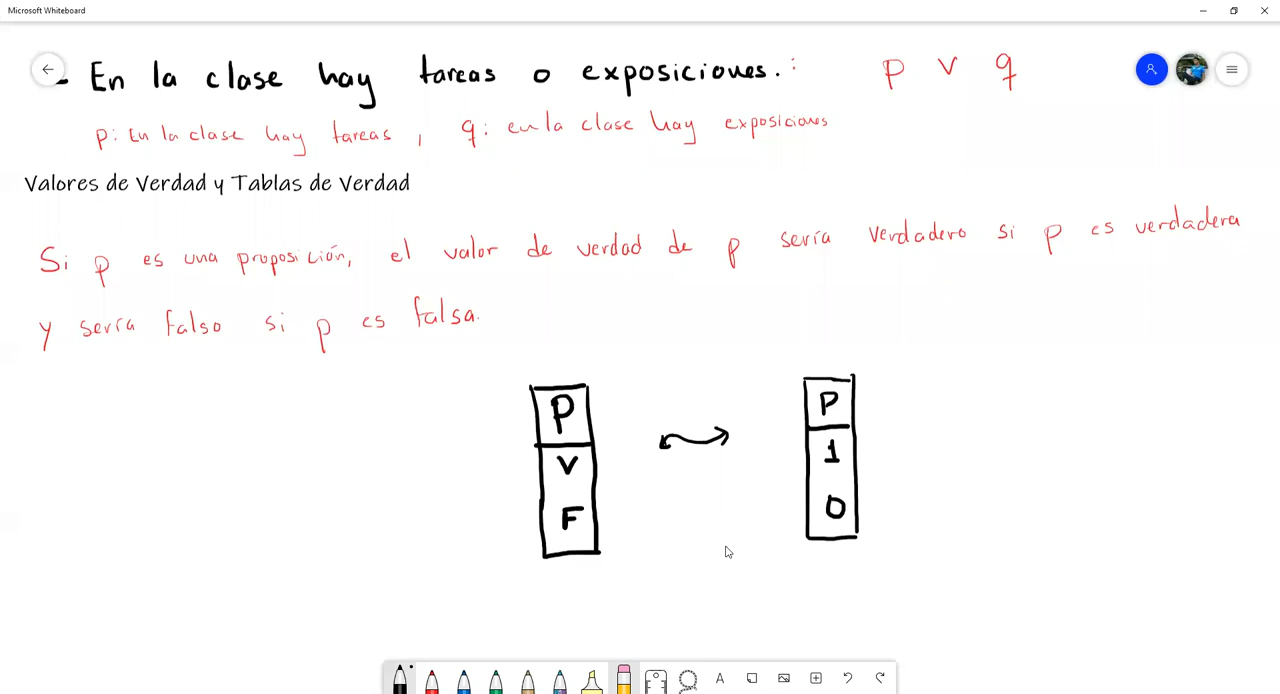 Microsoft Whiteboard
- En la clase hay tareas o exposiciones. : p v q
p: En la clase hay tareas , q: en la clase hay exposiciones
Valores de Verdad y Tablas de Verdad
Si p es una proposición, el valor de verdad de p sería verdadero si p es verdadera
y sería falso si p es falsa.
P P
V 1
F 0
A